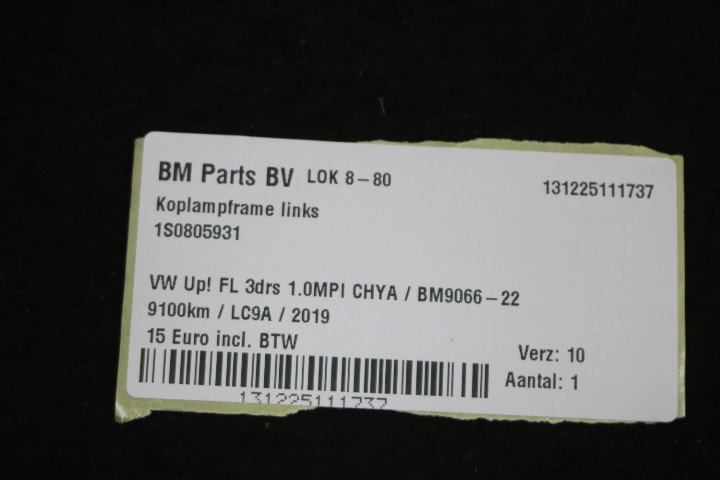 BM Parts BV LOK 8-80 131225111737
Koplampframe links
1S0805931
VW Up! FL 3drs 1.0MPI CHYA / BM9066-22
9100km / LC9A / 2019
15 Euro incl. BTW
Verz: 10
Aantal: 1
131225111737